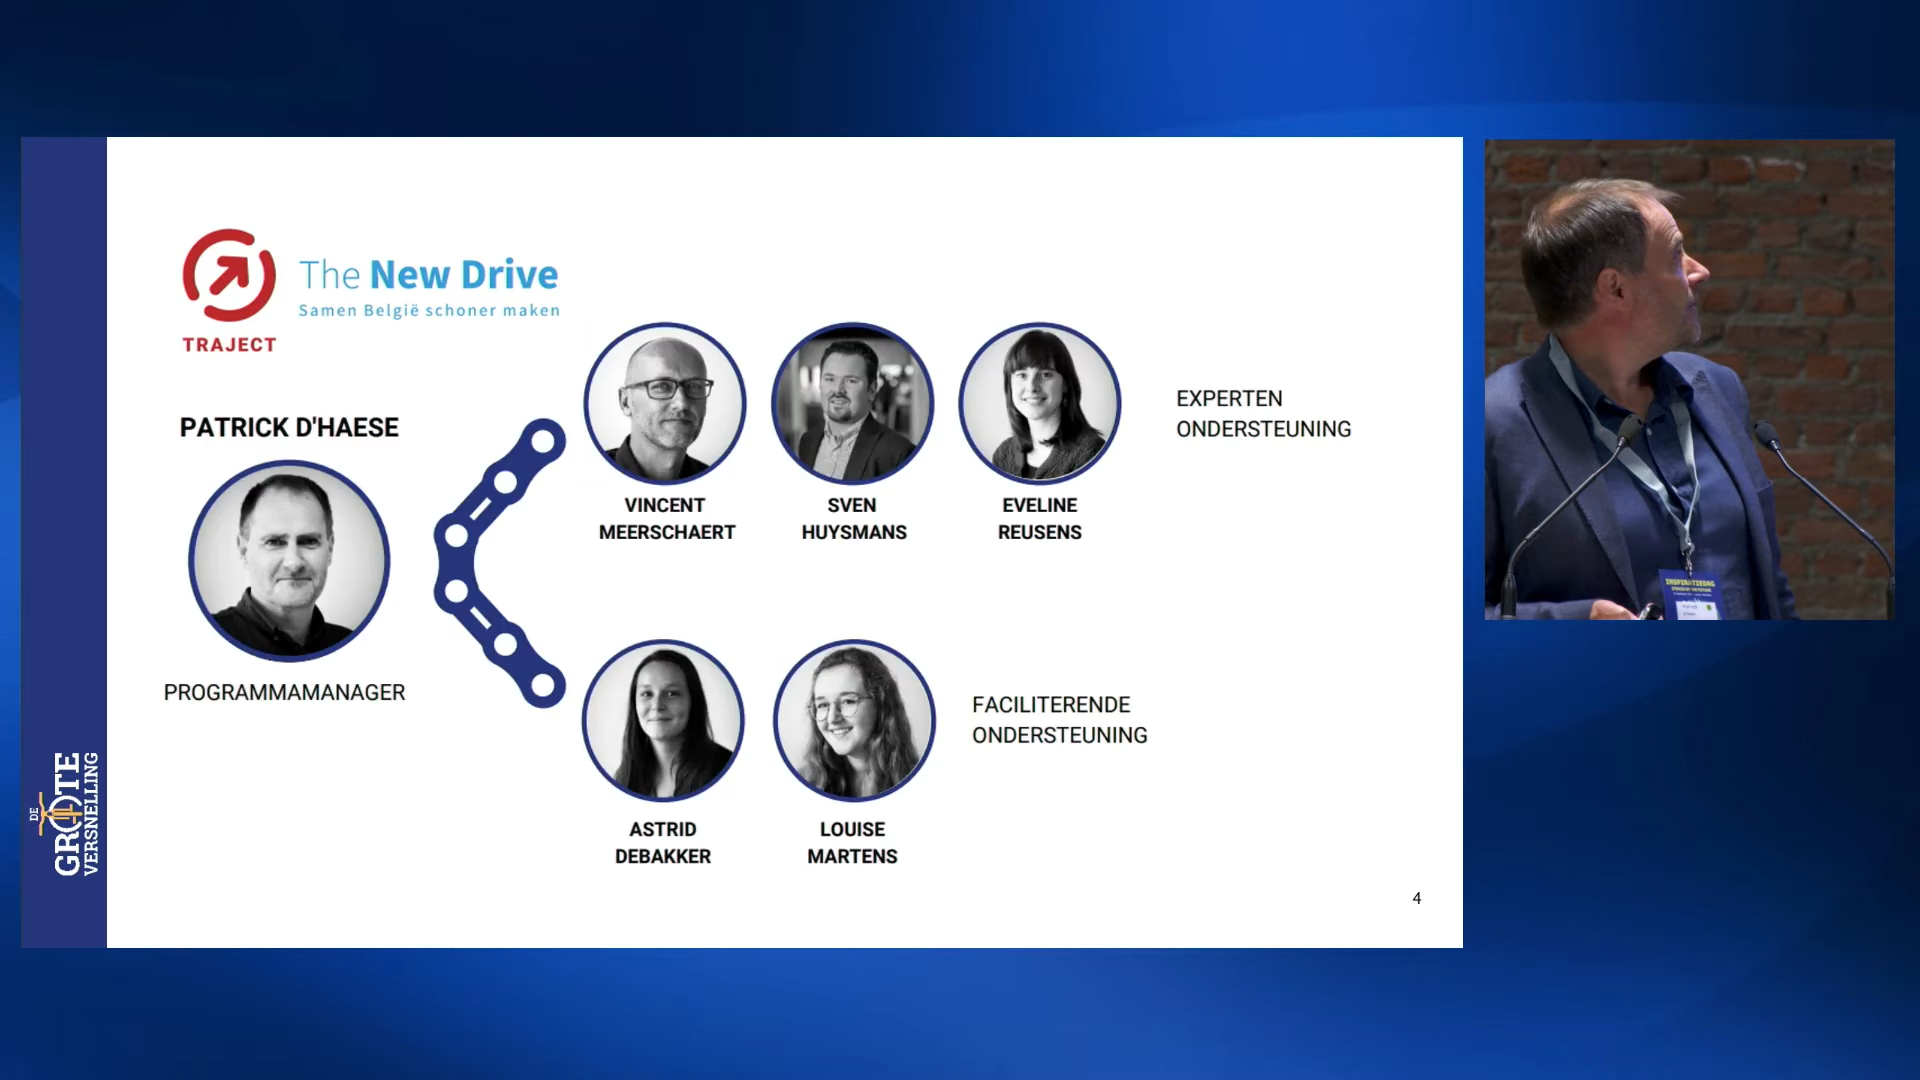 The New Drive
Samen België schoner maken
TRAJECT
PATRICK D'HAESE
PROGRAMMAMANAGER
VINCENT
MEERSCHAERT
SVEN
HUYSMANS
EVELINE
REUSENS
EXPERTEN
ONDERSTEUNING
ASTRID
DEBAKKER
LOUISE
MARTENS
FACILITERENDE
ONDERSTEUNING
DE
GROTE
VERSNELLING
4
INSPIRATIEDAG